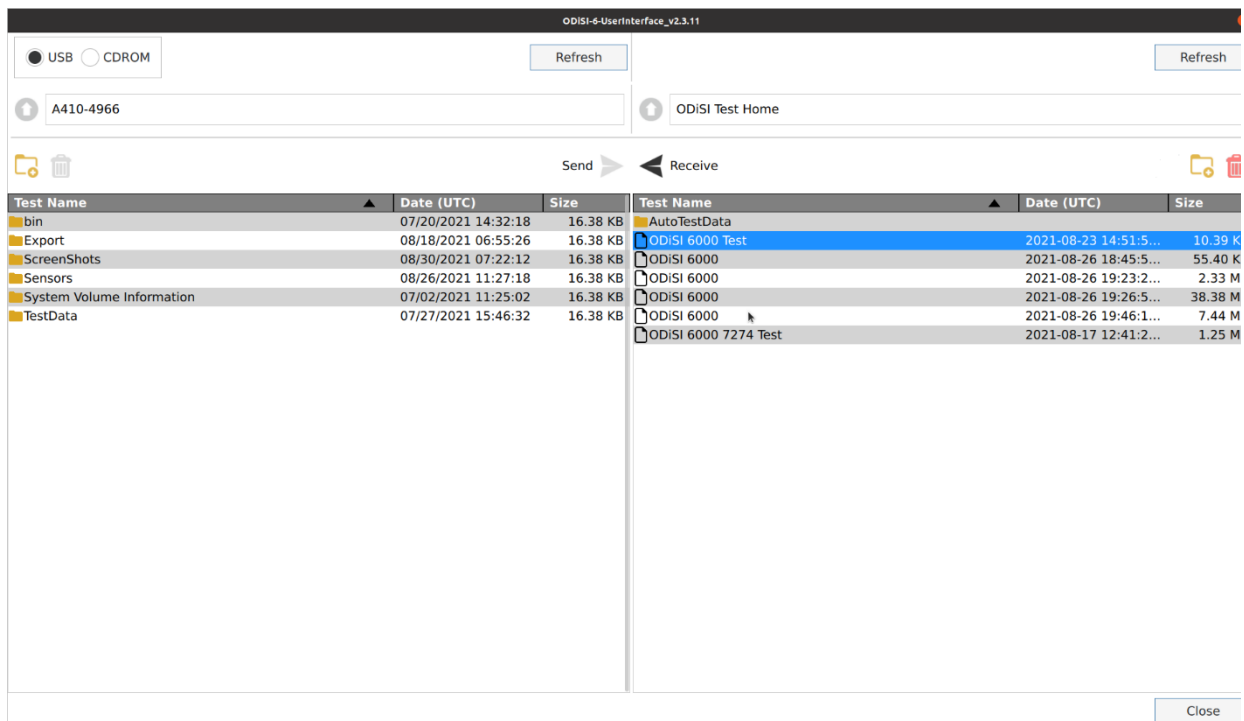 ODiSI-6-UserInterface_v2.3.11
USB CDROM Refresh Refresh
A410-4966 ODiSI Test Home
Send Receive
Test Name Date (UTC) Size Test Name Date (UTC) Size
bin 07/20/2021 14:32:18 16.38 KB AutoTestData
Export 08/18/2021 06:55:26 16.38 KB ODiSI 6000 Test 2021-08-23 14:51:5... 10.39 K
ScreenShots 08/30/2021 07:22:12 16.38 KB ODiSI 6000 2021-08-26 18:45:5... 55.40 K
Sensors 08/26/2021 11:27:18 16.38 KB ODiSI 6000 2021-08-26 19:23:2... 2.33 M
System Volume Information 07/02/2021 11:25:02 16.38 KB ODiSI 6000 2021-08-26 19:26:5... 38.38 M
TestData 07/27/2021 15:46:32 16.38 KB ODiSI 6000 2021-08-26 19:46:1... 7.44 M
ODiSI 6000 7274 Test 2021-08-17 12:41:2... 1.25 M
Close